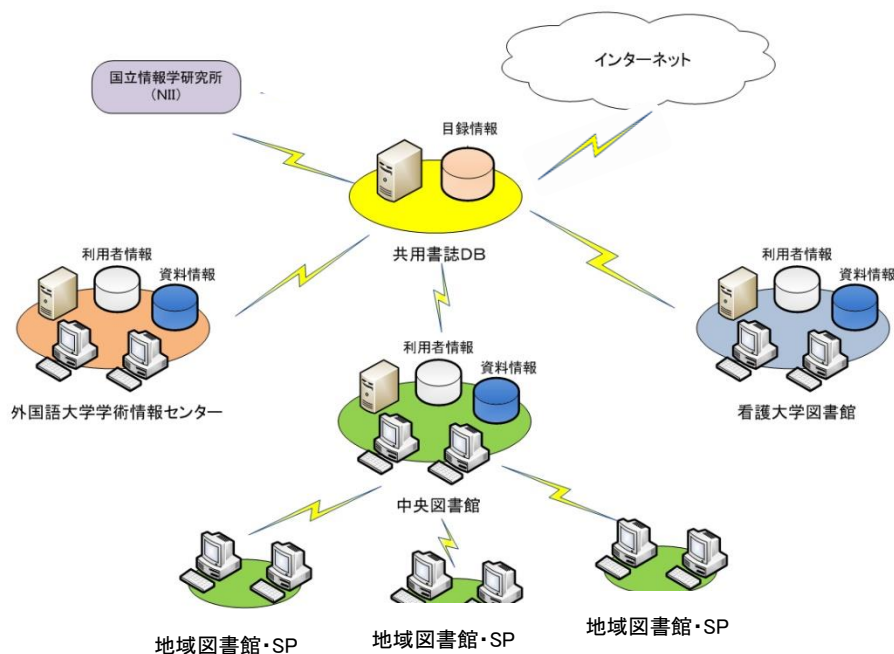 国立情報学研究所
(NII)
インターネット
目録情報
共用書誌DB
利用者情報
資料情報
外国語大学学術情報センター
利用者情報
資料情報
中央図書館
利用者情報
資料情報
看護大学図書館
地域図書館・SP
地域図書館・SP
地域図書館・SP